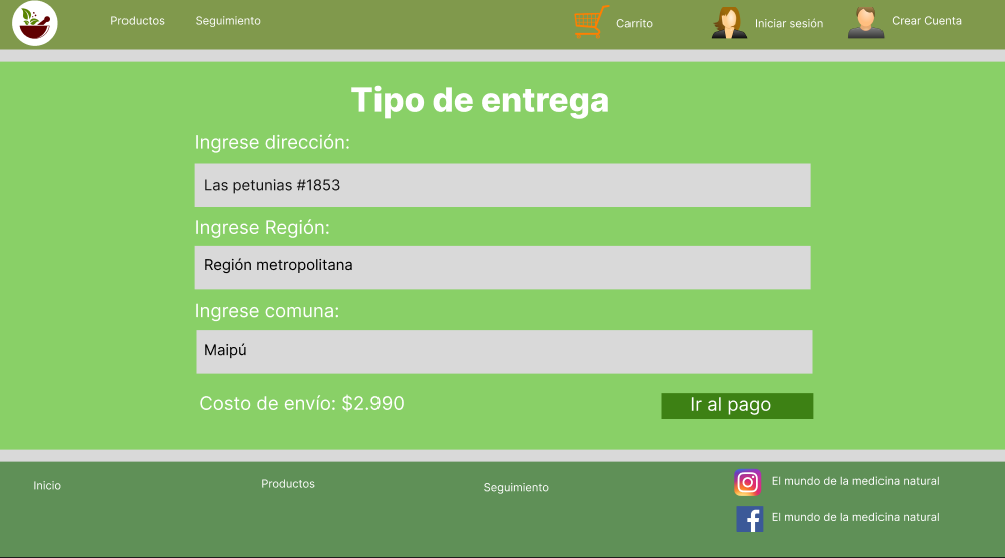 Productos
Seguimiento
Carrito
Iniciar sesión
Crear Cuenta
Tipo de entrega
Ingrese dirección:
Las petunias #1853
Ingrese Región:
Región metropolitana
Ingrese comuna:
Maipú
Costo de envío: $2.990
Ir al pago
Inicio
Productos
Seguimiento
El mundo de la medicina natural
El mundo de la medicina natural